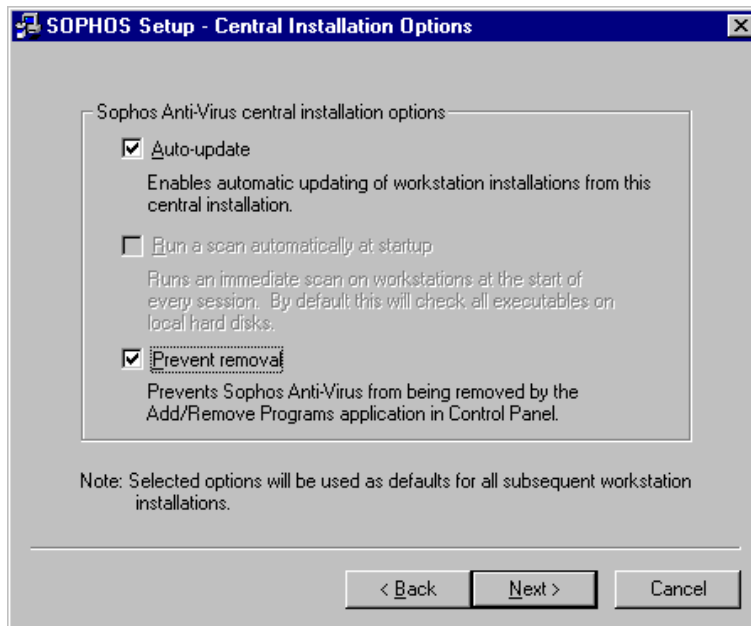 SOPHOS Setup - Central Installation Options
Sophos Anti-Virus central installation options
Auto-update
Enables automatic updating of workstation installations from this
central installation.
Run a scan automatically at startup
Runs an immediate scan on workstations at the start of
every session. By default this will check all executables on
local hard disks.
Prevent removal
Prevents Sophos Anti-Virus from being removed by the
Add/Remove Programs application in Control Panel.
Note: Selected options will be used as defaults for all subsequent workstation
installations.
< Back
Next >
Cancel